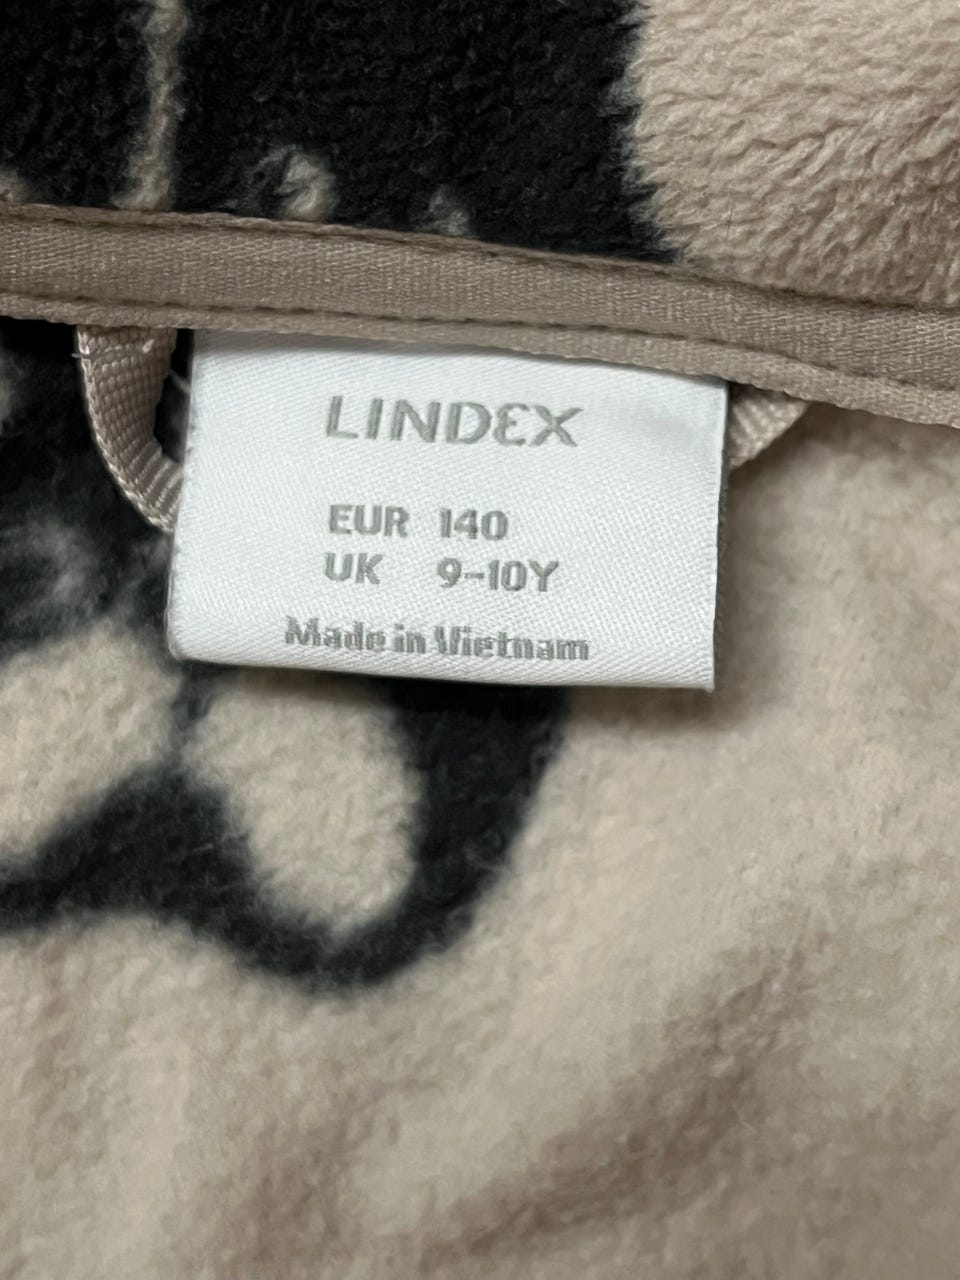 LINDEX
EUR 140
UK 9-10Y
Made in Vietnam